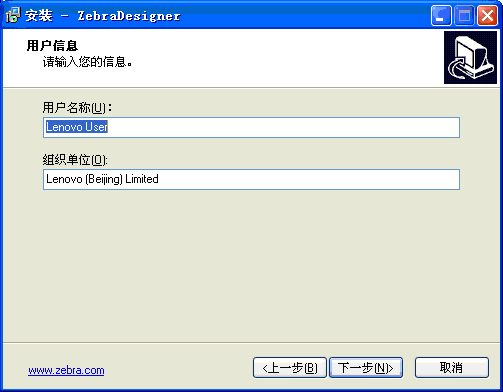 安装 - ZebraDesigner
用户信息
请输入您的信息。
用户名称(U)：
Lenovo User
组织单位(O):
Lenovo (Beijing) Limited
www.zebra.com
<上一步(B)
下一步(N)>
取消